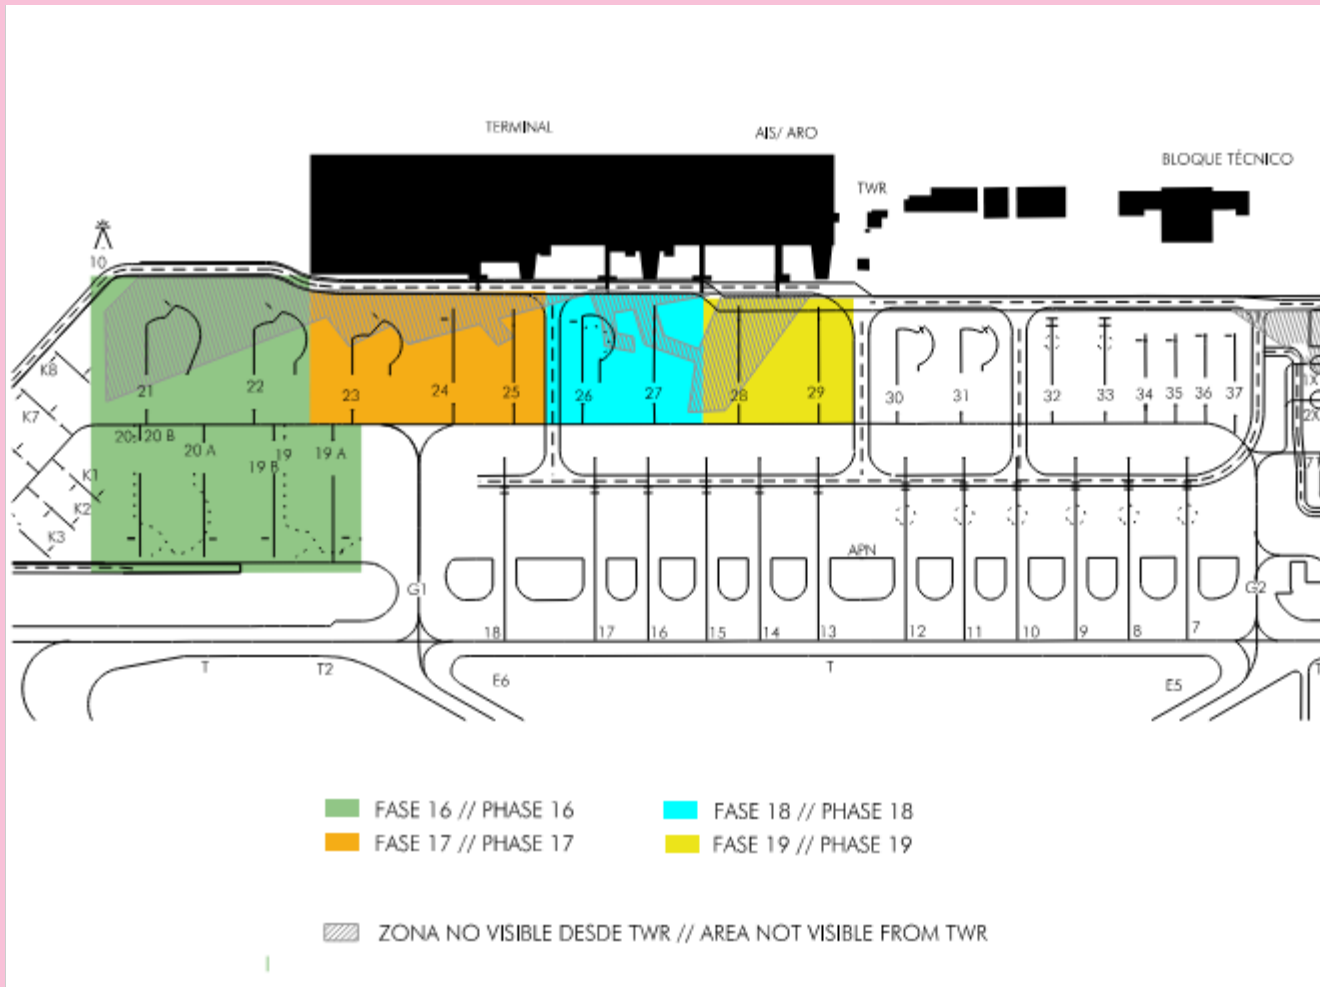 TERMINAL
AIS/ ARO
BLOQUE TÉCNICO
TWR
10
K8
K7
K1
K2
K3
21
22
23
24
25
26
27
28
29
30
31
32
33
34
35
36
37
1X
2X
20 B
20 A
19 B
19
19 A
G1
APN
G2
18
17
16
15
14
13
12
11
10
9
8
7
T
T2
E6
T
E5
FASE 16 // PHASE 16
FASE 18 // PHASE 18
FASE 17 // PHASE 17
FASE 19 // PHASE 19
ZONA NO VISIBLE DESDE TWR // AREA NOT VISIBLE FROM TWR